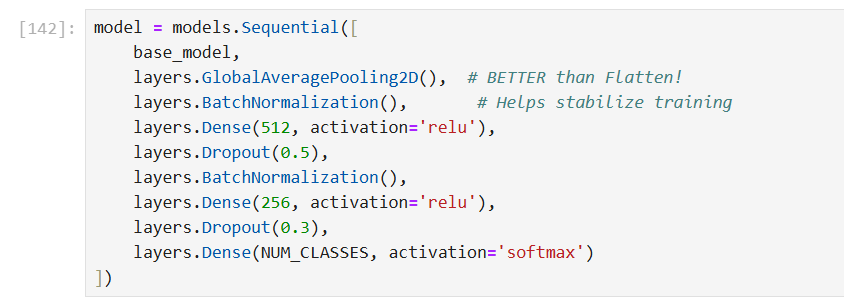 [142]: model = models.Sequential([
    base_model,
    layers.GlobalAveragePooling2D(),  # BETTER than Flatten!
    layers.BatchNormalization(),       # Helps stabilize training
    layers.Dense(512, activation='relu'),
    layers.Dropout(0.5),
    layers.BatchNormalization(),
    layers.Dense(256, activation='relu'),
    layers.Dropout(0.3),
    layers.Dense(NUM_CLASSES, activation='softmax')
])